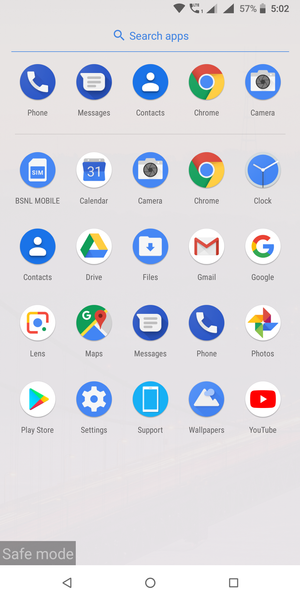 57% 5:02
Search apps
Phone Messages Contacts Chrome Camera
SIM 31
BSNL MOBILE Calendar Camera Chrome Clock
Contacts Drive Files Gmail Google
G
Lens Maps Messages Phone Photos
Play Store Settings Support Wallpapers YouTube
Safe mode